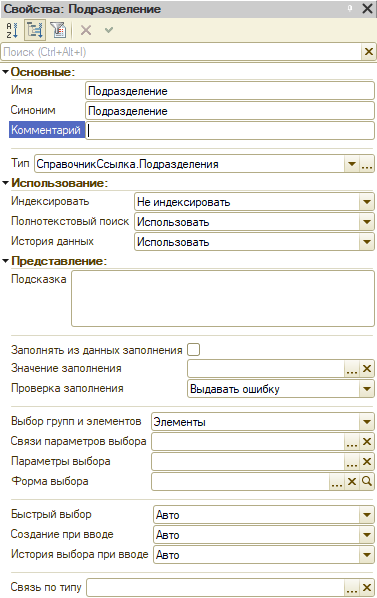 Свойства: Подразделение
Поиск (Ctrl+Alt+I)
Основные:
Имя Подразделение
Синоним Подразделение
Комментарий
Тип СправочникСсылка.Подразделения ...
Использование:
Индексировать Не индексировать
Полнотекстовый поиск Использовать
История данных Использовать
Представление:
Подсказка
Заполнять из данных заполнения
Значение заполнения ...
Проверка заполнения Выдавать ошибку
Выбор групп и элементов Элементы
Связи параметров выбора ...
Параметры выбора ...
Форма выбора ...
Быстрый выбор Авто
Создание при вводе Авто
История выбора при вводе Авто
Связь по типу ...